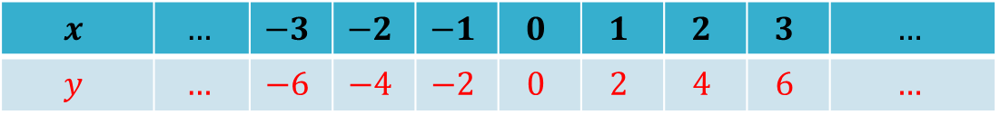 x ... −3 −2 −1 0 1 2 3 ...
y ... −6 −4 −2 0 2 4 6 ...